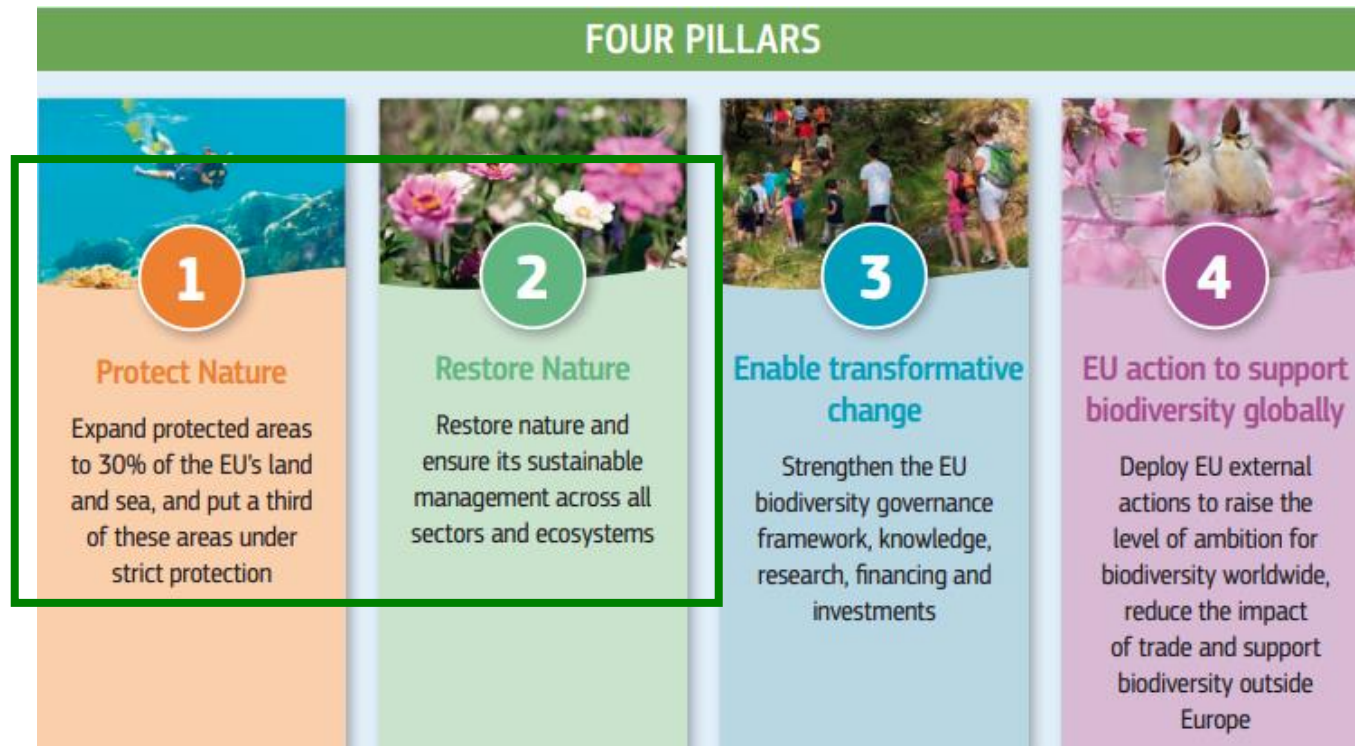 FOUR PILLARS
1
Protect Nature
Expand protected areas
to 30% of the EU's land
and sea, and put a third
of these areas under
strict protection
2
Restore Nature
Restore nature and
ensure its sustainable
management across all
sectors and ecosystems
3
Enable transformative
change
Strengthen the EU
biodiversity governance
framework, knowledge,
research, financing and
investments
4
EU action to support
biodiversity globally
Deploy EU external
actions to raise the
level of ambition for
biodiversity worldwide,
reduce the impact
of trade and support
biodiversity outside
Europe